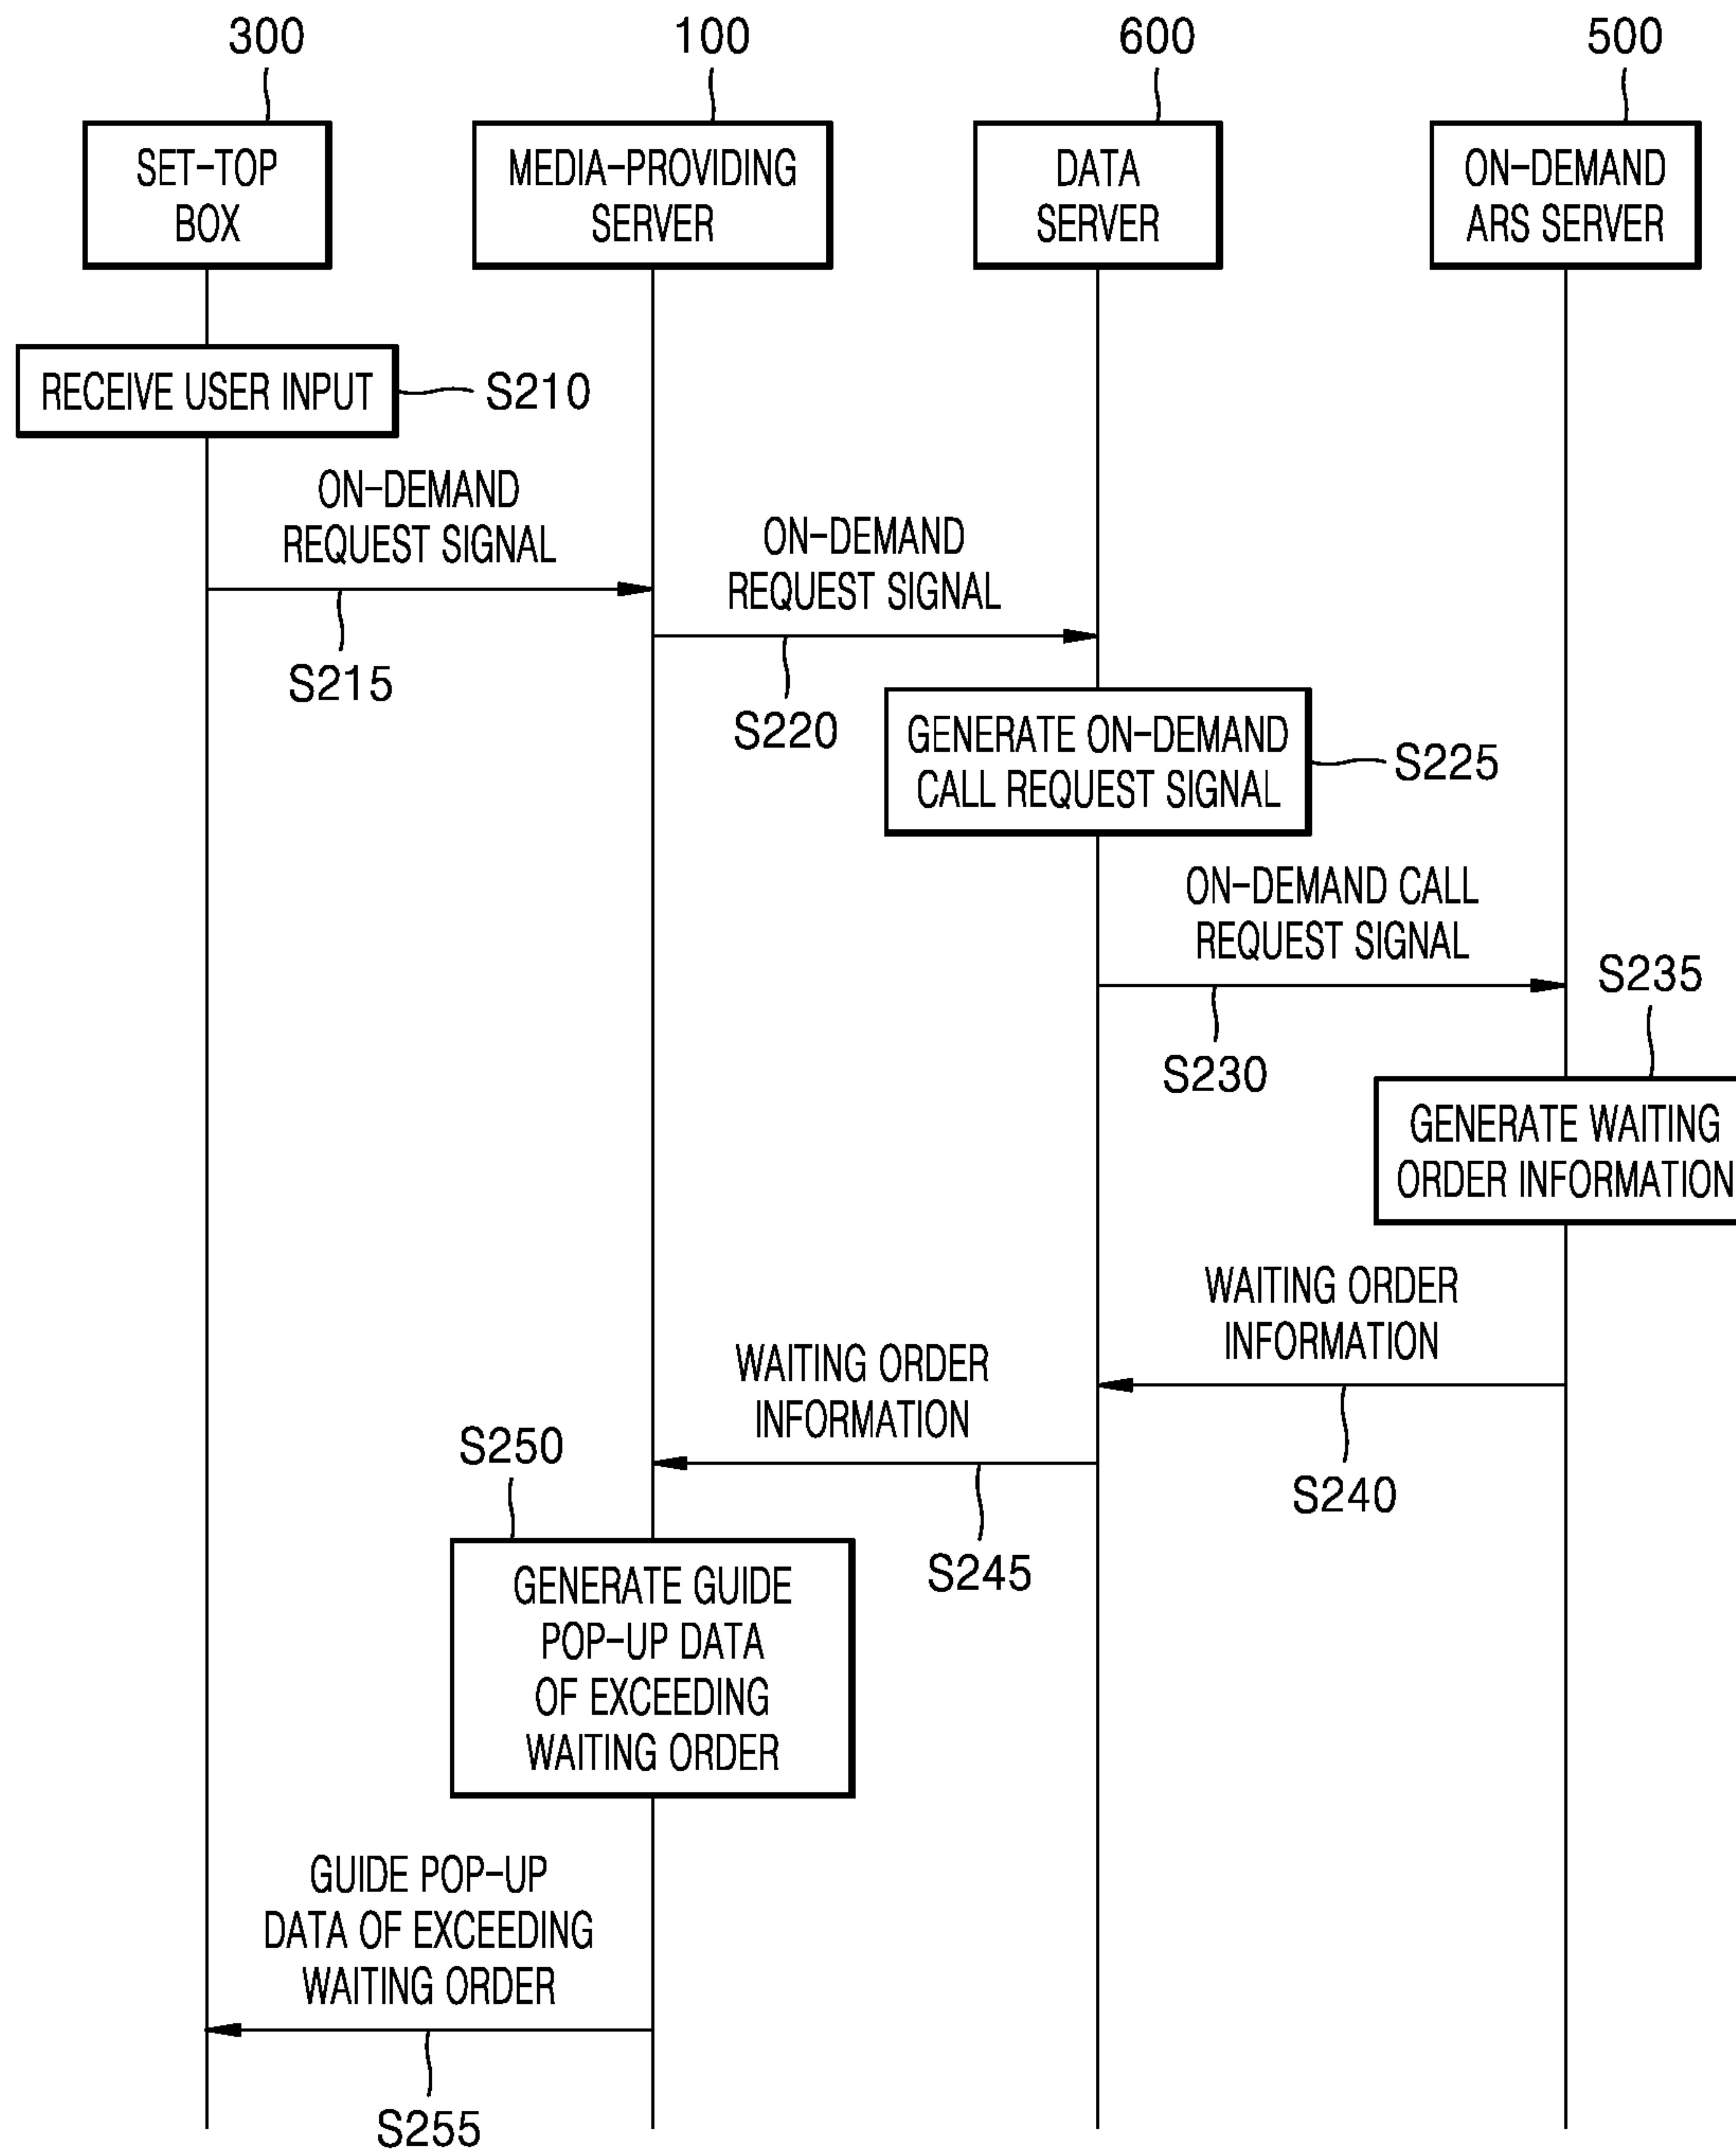 300
100
600
500
SET-TOP
BOX
MEDIA-PROVIDING
SERVER
DATA
SERVER
ON-DEMAND
ARS SERVER
RECEIVE USER INPUT
S210
ON-DEMAND
REQUEST SIGNAL
S215
ON-DEMAND
REQUEST SIGNAL
S220
GENERATE ON-DEMAND
CALL REQUEST SIGNAL
S225
ON-DEMAND CALL
REQUEST SIGNAL
S230
S235
GENERATE WAITING
ORDER INFORMATION
WAITING ORDER
INFORMATION
S240
WAITING ORDER
INFORMATION
S245
S250
GENERATE GUIDE
POP-UP DATA
OF EXCEEDING
WAITING ORDER
GUIDE POP-UP
DATA OF EXCEEDING
WAITING ORDER
S255